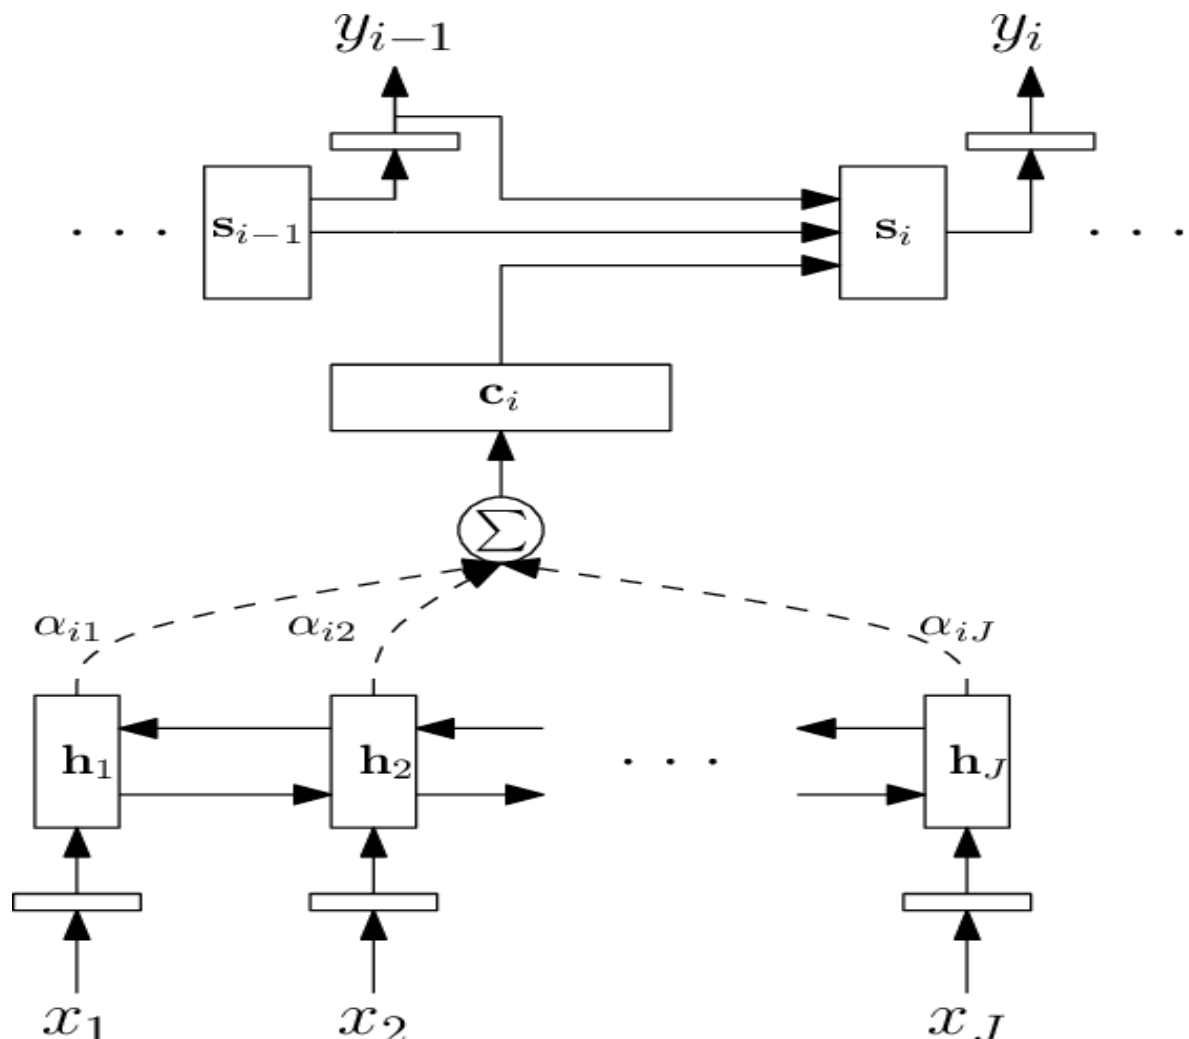 y_{i−1} y_i
· · · s_{i−1} s_i · · ·
c_i
Σ
α_{i1} α_{i2} α_{iJ}
h_1 h_2 · · · h_J
x_1 x_2 x_J